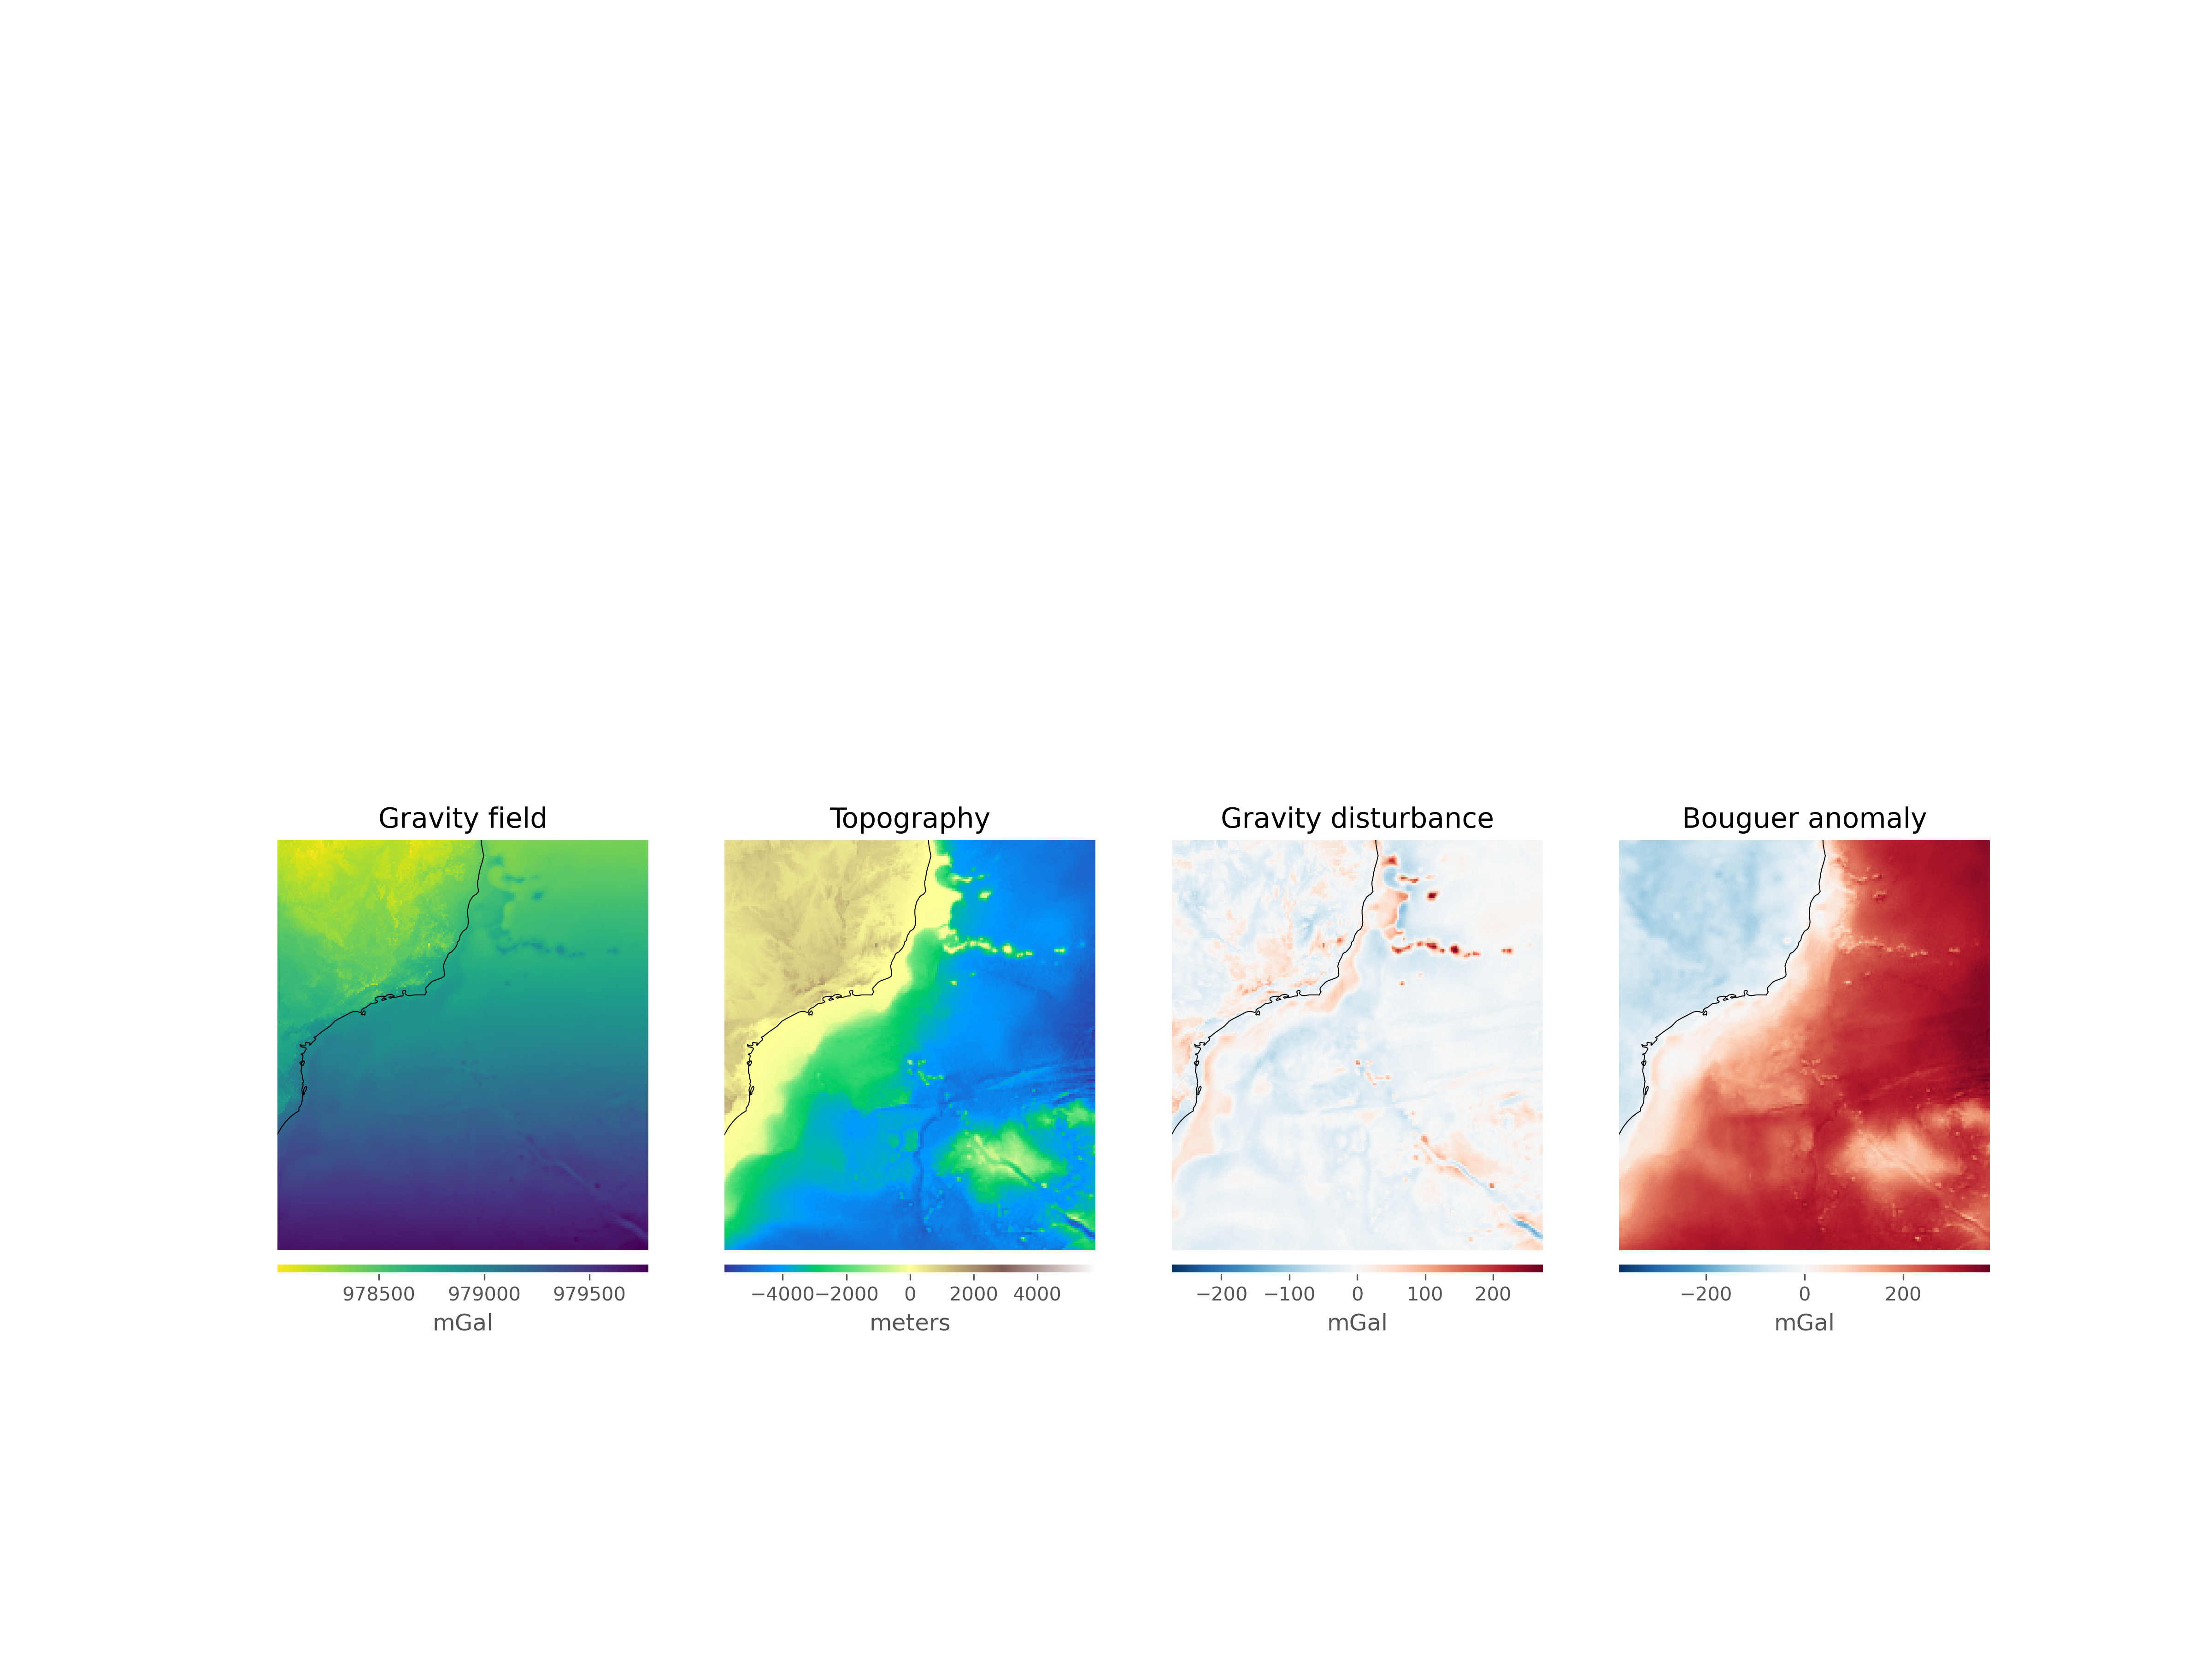 Gravity field
Topography
Gravity disturbance
Bouguer anomaly
978500 979000 979500
mGal
−4000 −2000 0 2000 4000
meters
−200 −100 0 100 200
mGal
−200 0 200
mGal